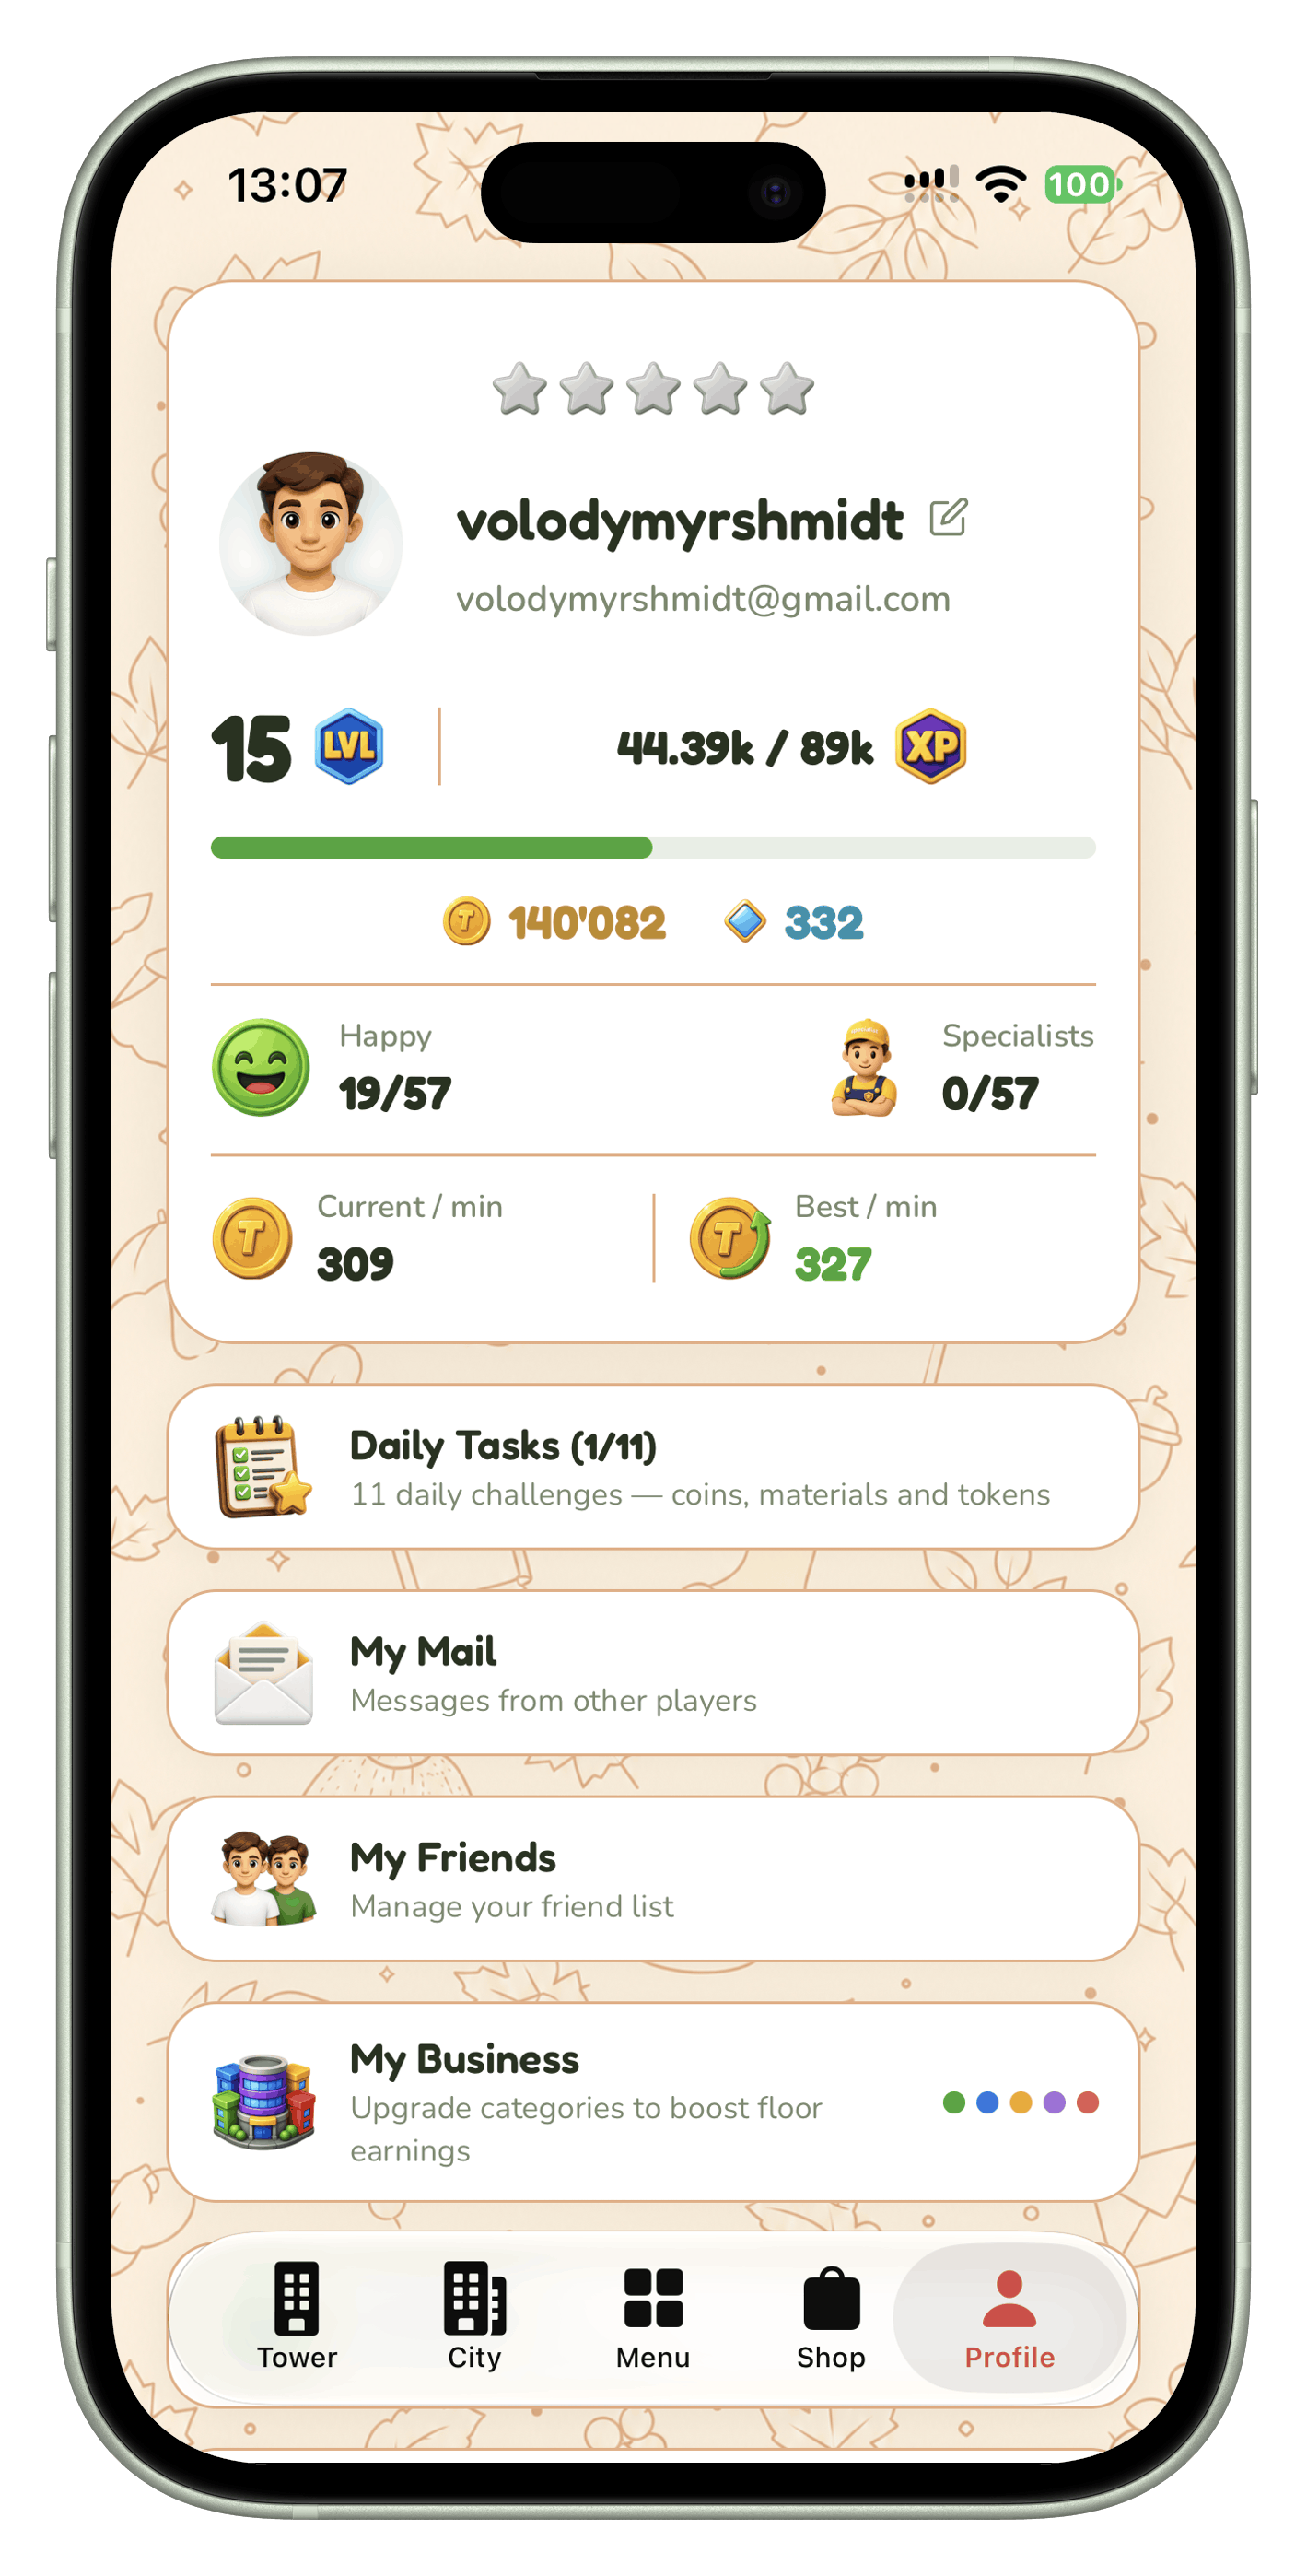 13:07
100
volodymyrshmidt
volodymyrshmidt@gmail.com
15 LVL
44.39k / 89k XP
T 140'082 332
Happy
19/57
Specialists
0/57
T
Current / min
309
T
Best / min
327
Daily Tasks (1/11)
11 daily challenges — coins, materials and tokens
My Mail
Messages from other players
My Friends
Manage your friend list
My Business
Upgrade categories to boost floor
earnings
Tower
City
Menu
Shop
Profile